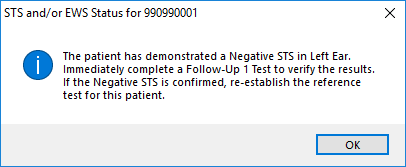 STS and/or EWS Status for 990990001
The patient has demonstrated a Negative STS in Left Ear.
Immediately complete a Follow-Up 1 Test to verify the results.
If the Negative STS is confirmed, re-establish the reference
test for this patient.
OK